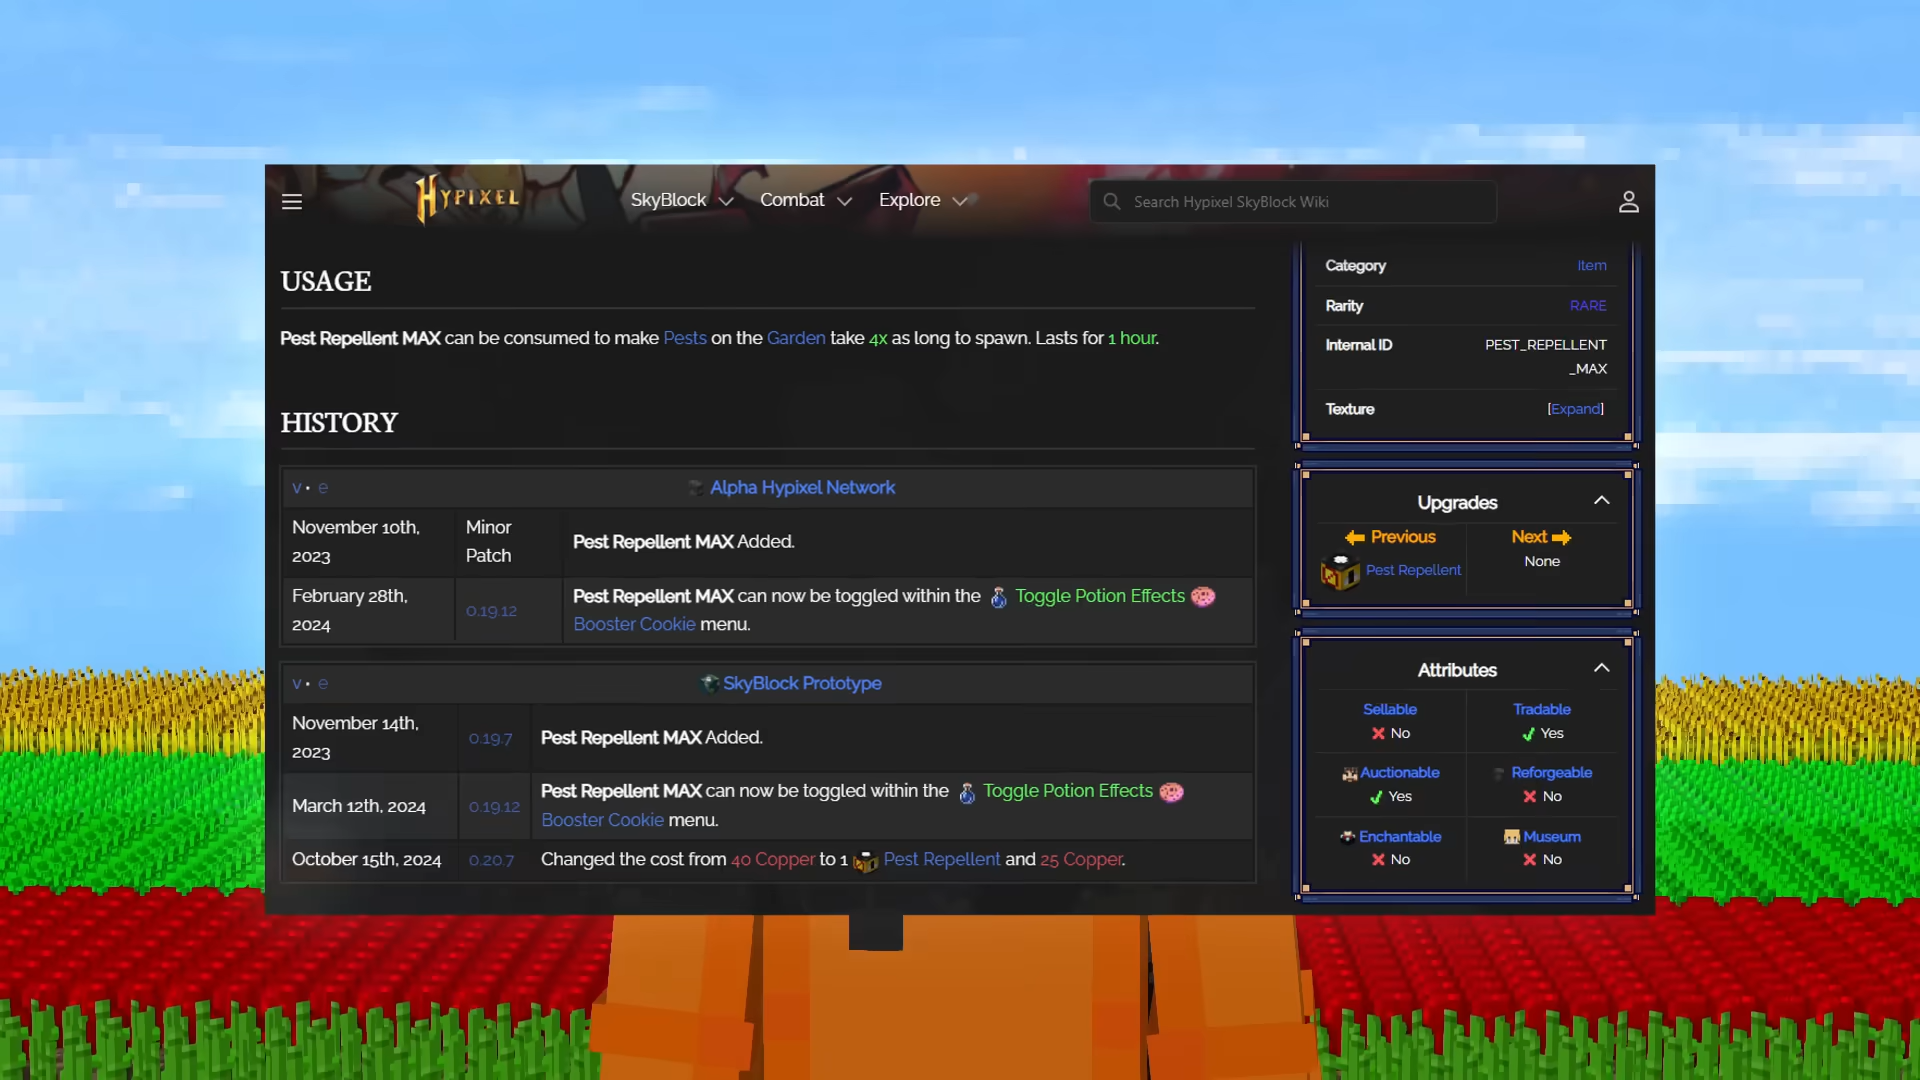 HYPIXEL
SkyBlock
Combat
Explore
Search Hypixel SkyBlock Wiki
USAGE
Pest Repellent MAX can be consumed to make Pests on the Garden take 4x as long to spawn. Lasts for 1 hour.
HISTORY
v • e
Alpha Hypixel Network
November 10th,
2023
Minor
Patch
Pest Repellent MAX Added.
February 28th,
2024
0.19.12
Pest Repellent MAX can now be toggled within the Toggle Potion Effects
Booster Cookie menu.
v • e
SkyBlock Prototype
November 14th,
2023
0.19.7
Pest Repellent MAX Added.
March 12th, 2024
0.19.12
Pest Repellent MAX can now be toggled within the Toggle Potion Effects
Booster Cookie menu.
October 15th, 2024
0.20.7
Changed the cost from 40 Copper to 1 Pest Repellent and 25 Copper.
Category
Item
Rarity
RARE
Internal ID
PEST_REPELLENT
_MAX
Texture
[Expand]
Upgrades
Previous
Next
Pest Repellent
None
Attributes
Sellable
No
Tradable
Yes
Auctionable
Yes
Reforgeable
No
Enchantable
No
Museum
No